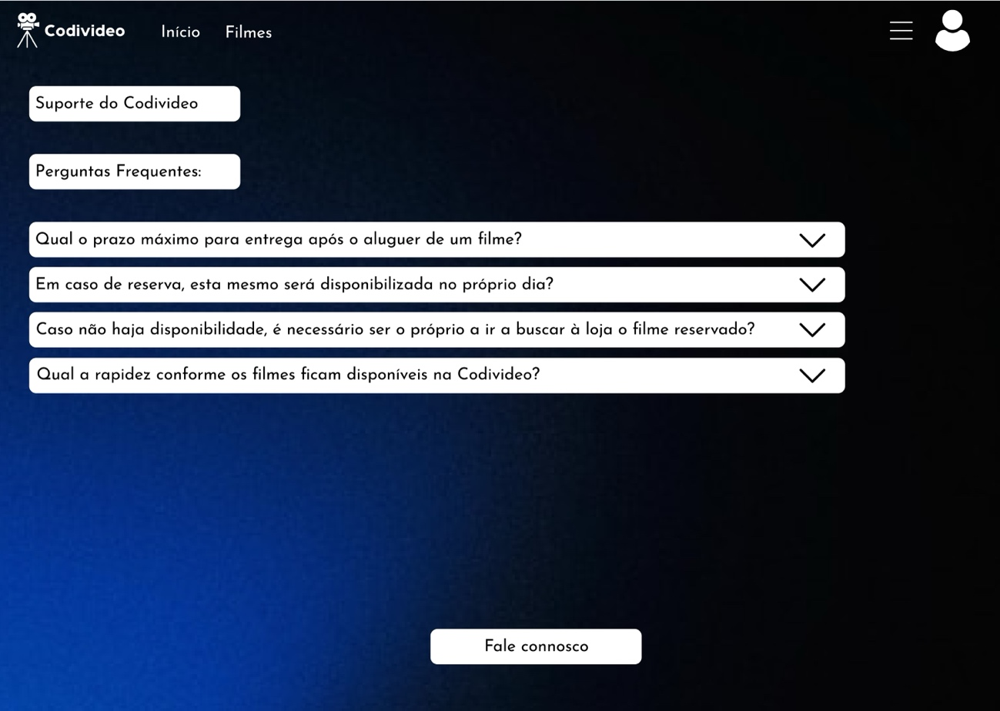 Codivideo
Início
Filmes
Suporte do Codivideo
Perguntas Frequentes:
Qual o prazo máximo para entrega após o aluguer de um filme?
Em caso de reserva, esta mesmo será disponibilizada no próprio dia?
Caso não haja disponibilidade, é necessário ser o próprio a ir a buscar à loja o filme reservado?
Qual a rapidez conforme os filmes ficam disponíveis na Codivideo?
Fale connosco